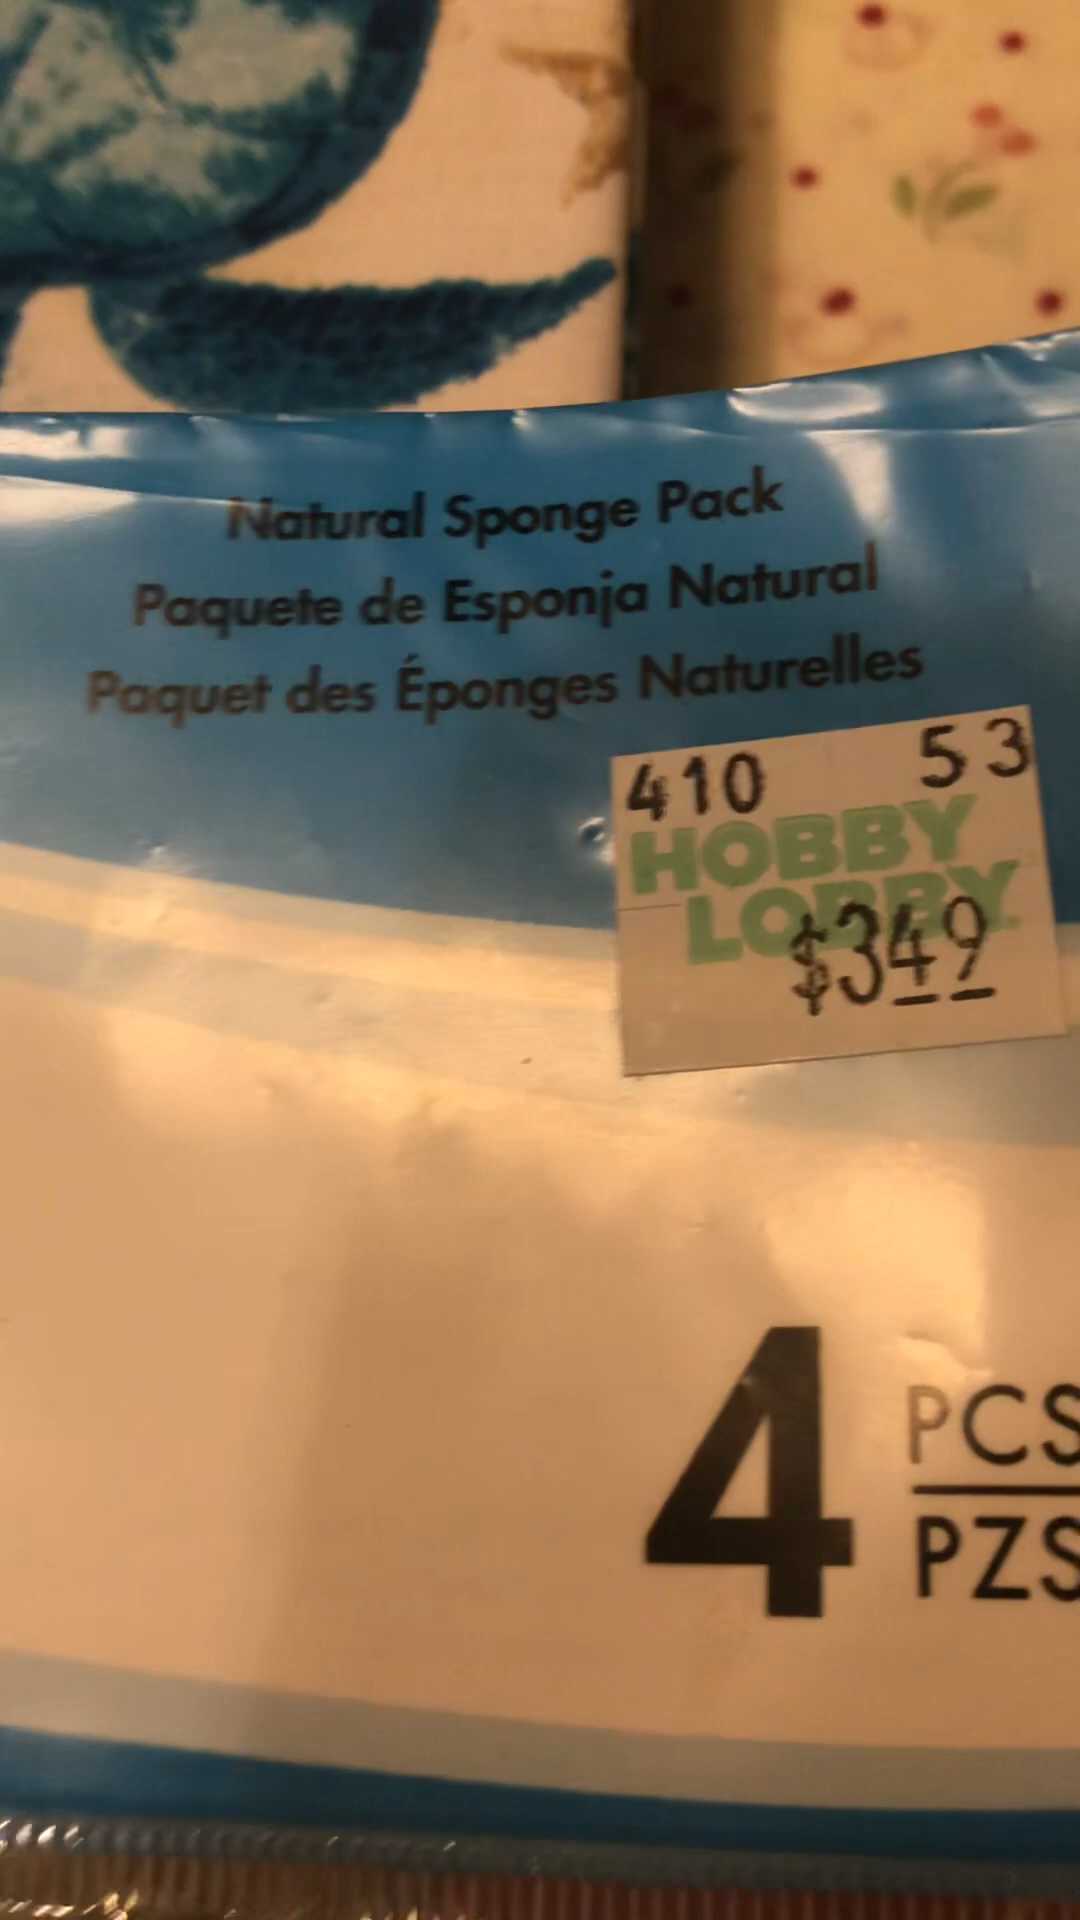 Natural Sponge Pack
Paquete de Esponja Natural
Paquet des Éponges Naturelles
410 53
HOBBY
LOBBY
$349
4 PCS
PZS